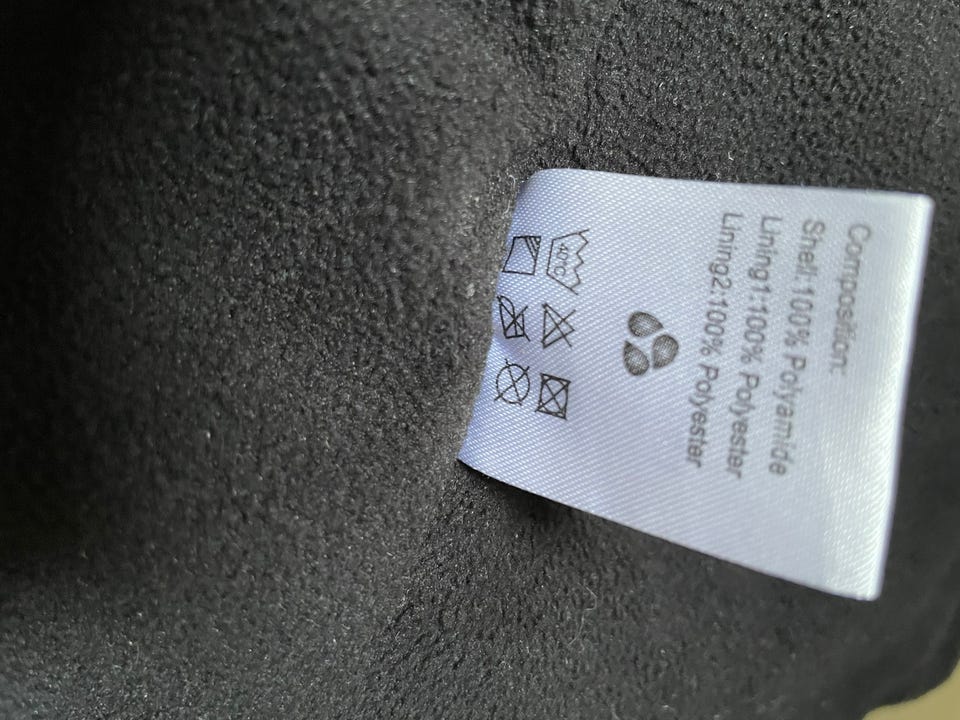 Composition:
Shell:100% Polyamide
Lining1:100% Polyester
Lining2:100% Polyester
40°C